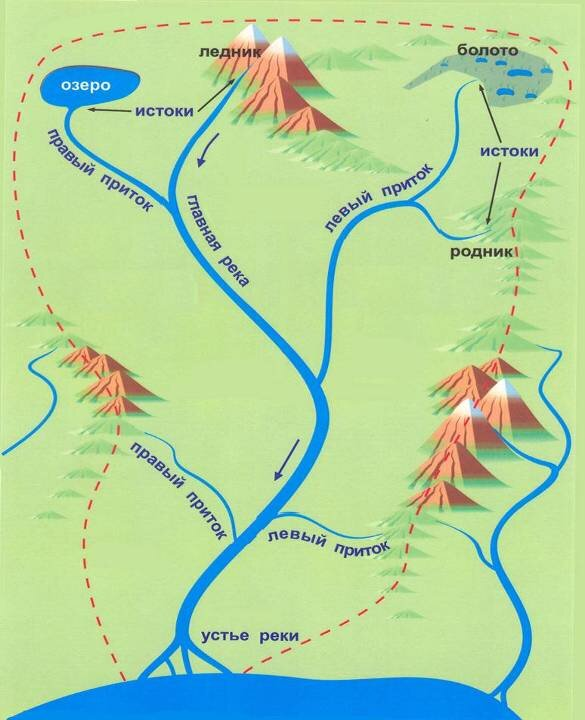 ледник
болото
озеро
истоки
истоки
правый приток
левый приток
главная река
родник
правый приток
левый приток
устье реки